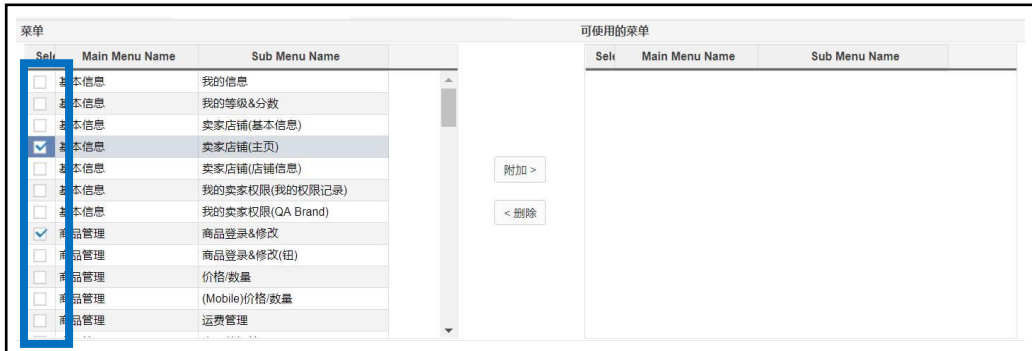 菜单 可使用的菜单
Sele Main Menu Name Sub Menu Name Sele Main Menu Name Sub Menu Name
基本信息 我的信息
基本信息 我的等级&分数
基本信息 卖家店铺(基本信息)
基本信息 卖家店铺(主页)
基本信息 卖家店铺(店铺信息)
附加 >
基本信息 我的卖家权限(我的权限记录)
基本信息 我的卖家权限(QA Brand)
< 删除
商品管理 商品登录&修改
商品管理 商品登录&修改(钮)
商品管理 价格/数量
商品管理 (Mobile)价格/数量
商品管理 运费管理